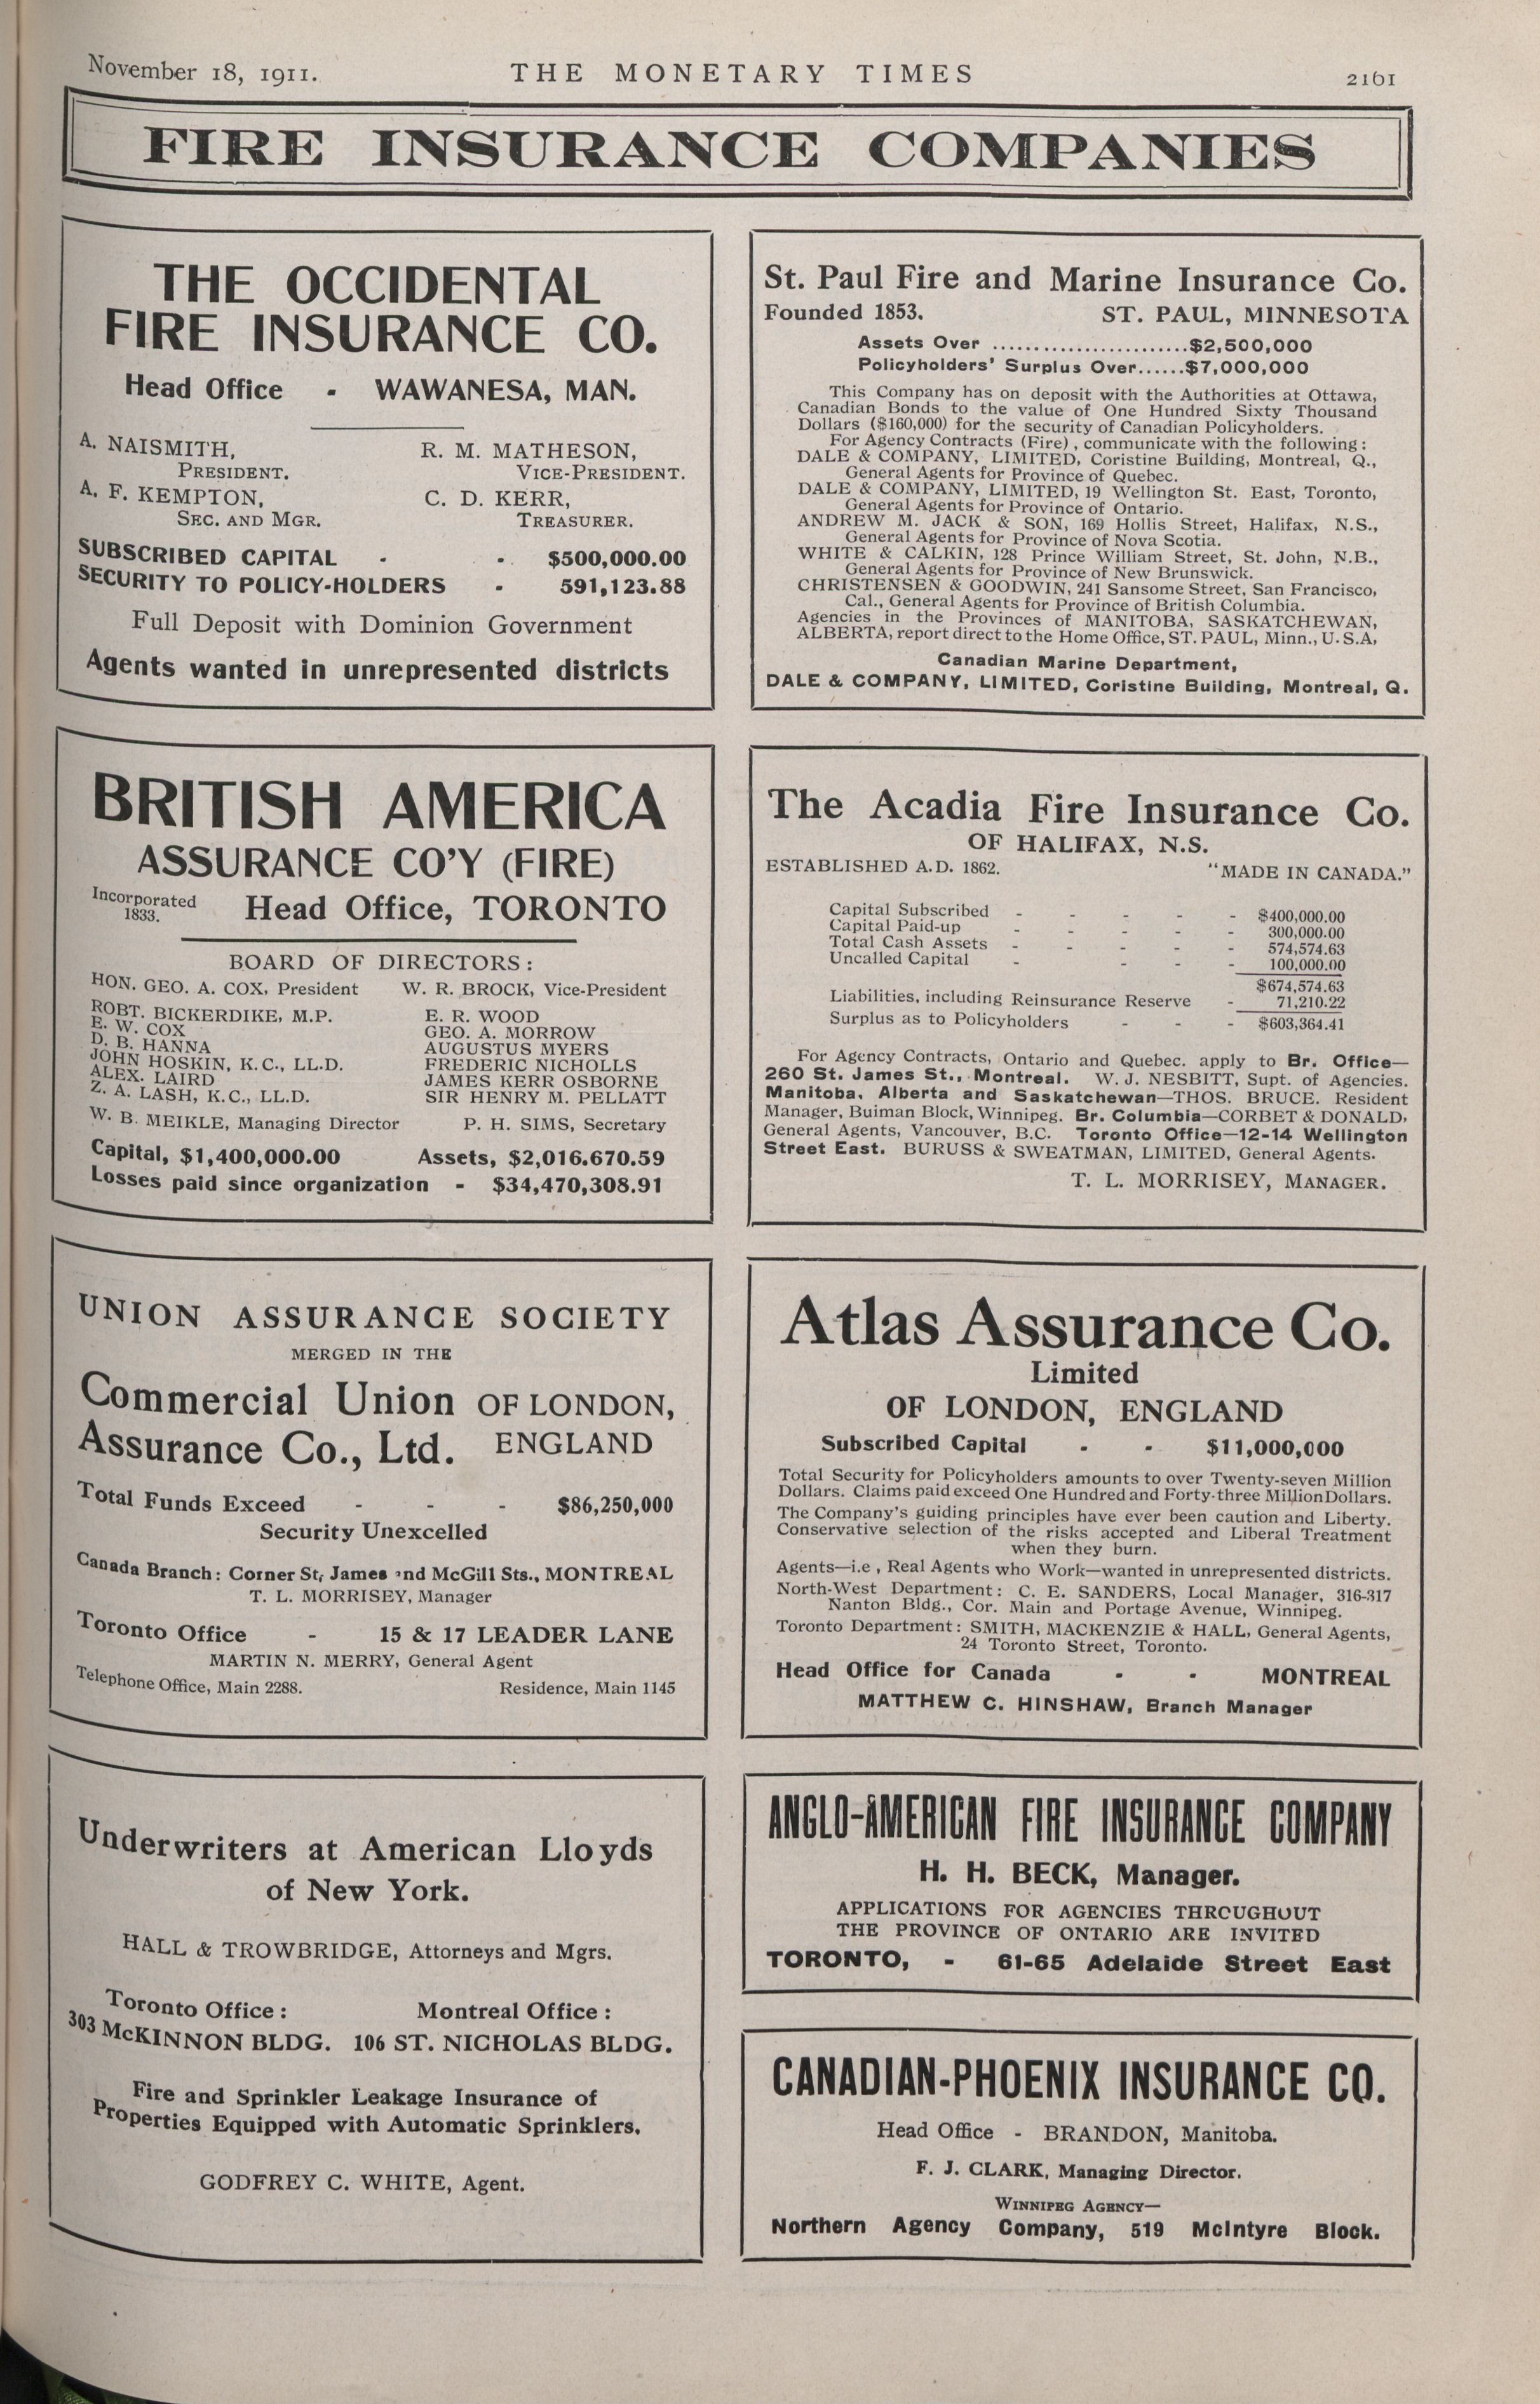 November 18, 1911.
THE MONETARY TIMES
2161
FIRE INSURANCE COMPANIES
THE OCCIDENTAL
FIRE INSURANCE CO.
Head Office - WAWANESA, MAN.
A. NAISMITH, R. M. MATHESON,
PRESIDENT. VICE-PRESIDENT.
A. F. KEMPTON, C. D. KERR,
SEC. AND MGR. TREASURER.
SUBSCRIBED CAPITAL - - $500,000.00
SECURITY TO POLICY-HOLDERS - 591,123.88
Full Deposit with Dominion Government
Agents wanted in unrepresented districts
BRITISH AMERICA
ASSURANCE CO'Y (FIRE)
Incorporated 1833. Head Office, TORONTO
BOARD OF DIRECTORS:
HON. GEO. A. COX, President W. R. BROCK, Vice-President
ROBT. BICKERDIKE, M.P. E. R. WOOD
E. W. COX GEO. A. MORROW
D. B. HANNA AUGUSTUS MYERS
JOHN HOSKIN, K.C., LL.D. FREDERIC NICHOLLS
ALEX. LAIRD JAMES KERR OSBORNE
Z. A. LASH, K.C., LL.D. SIR HENRY M. PELLATT
W. B. MEIKLE, Managing Director P. H. SIMS, Secretary
Capital, $1,400,000.00 Assets, $2,016.670.59
Losses paid since organization - $34,470,308.91
UNION ASSURANCE SOCIETY
MERGED IN THE
Commercial Union OF LONDON,
Assurance Co., Ltd. ENGLAND
Total Funds Exceed - - - $86,250,000
Security Unexcelled
Canada Branch: Corner St, James and McGill Sts., MONTREAL
T. L. MORRISEY, Manager
Toronto Office - 15 & 17 LEADER LANE
MARTIN N. MERRY, General Agent
Telephone Office, Main 2288. Residence, Main 1145
Underwriters at American Lloyds
of New York.
HALL & TROWBRIDGE, Attorneys and Mgrs.
Toronto Office: Montreal Office:
303 McKINNON BLDG. 106 ST. NICHOLAS BLDG.
Fire and Sprinkler Leakage Insurance of
Properties Equipped with Automatic Sprinklers.
GODFREY C. WHITE, Agent.
St. Paul Fire and Marine Insurance Co.
Founded 1853. ST. PAUL, MINNESOTA
Assets Over ........................$2,500,000
Policyholders' Surplus Over......$7,000,000
This Company has on deposit with the Authorities at Ottawa,
Canadian Bonds to the value of One Hundred Sixty Thousand
Dollars ($160,000) for the security of Canadian Policyholders.
For Agency Contracts (Fire), communicate with the following:
DALE & COMPANY, LIMITED, Coristine Building, Montreal, Q.,
General Agents for Province of Quebec.
DALE & COMPANY, LIMITED, 19 Wellington St. East, Toronto,
General Agents for Province of Ontario.
ANDREW M. JACK & SON, 169 Hollis Street, Halifax, N.S.,
General Agents for Province of Nova Scotia.
WHITE & CALKIN, 128 Prince William Street, St. John, N.B.,
General Agents for Province of New Brunswick.
CHRISTENSEN & GOODWIN, 241 Sansome Street, San Francisco,
Cal., General Agents for Province of British Columbia.
Agencies in the Provinces of MANITOBA, SASKATCHEWAN,
ALBERTA, report direct to the Home Office, ST. PAUL, Minn., U.S.A,
Canadian Marine Department,
DALE & COMPANY, LIMITED, Coristine Building, Montreal, Q.
The Acadia Fire Insurance Co.
OF HALIFAX, N.S.
ESTABLISHED A.D. 1862. "MADE IN CANADA."
Capital Subscribed - - - - - $400,000.00
Capital Paid-up - - - - - 300,000.00
Total Cash Assets - - - - - 574,574.63
Uncalled Capital - - - - 100,000.00
$674,574.63
Liabilities, including Reinsurance Reserve - 71,210.22
Surplus as to Policyholders - - - $603,364.41
For Agency Contracts, Ontario and Quebec. apply to Br. Office—
260 St. James St., Montreal. W. J. NESBITT, Supt. of Agencies.
Manitoba, Alberta and Saskatchewan—THOS. BRUCE. Resident
Manager, Buiman Block, Winnipeg. Br. Columbia—CORBET & DONALD,
General Agents, Vancouver, B.C. Toronto Office—12-14 Wellington
Street East. BURUSS & SWEATMAN, LIMITED, General Agents.
T. L. MORRISEY, MANAGER.
Atlas Assurance Co.
Limited
OF LONDON, ENGLAND
Subscribed Capital - - $11,000,000
Total Security for Policyholders amounts to over Twenty-seven Million
Dollars. Claims paid exceed One Hundred and Forty-three Million Dollars.
The Company's guiding principles have ever been caution and Liberty.
Conservative selection of the risks accepted and Liberal Treatment
when they burn.
Agents—i.e, Real Agents who Work—wanted in unrepresented districts.
North-West Department: C. E. SANDERS, Local Manager, 316-317
Nanton Bldg., Cor. Main and Portage Avenue, Winnipeg.
Toronto Department: SMITH, MACKENZIE & HALL, General Agents,
24 Toronto Street, Toronto.
Head Office for Canada - - MONTREAL
MATTHEW C. HINSHAW, Branch Manager
ANGLO-AMERICAN FIRE INSURANCE COMPANY
H. H. BECK, Manager.
APPLICATIONS FOR AGENCIES THROUGHOUT
THE PROVINCE OF ONTARIO ARE INVITED
TORONTO, - 61-65 Adelaide Street East
CANADIAN-PHOENIX INSURANCE CO.
Head Office - BRANDON, Manitoba.
F. J. CLARK, Managing Director.
WINNIPEG AGENCY—
Northern Agency Company, 519 McIntyre Block.